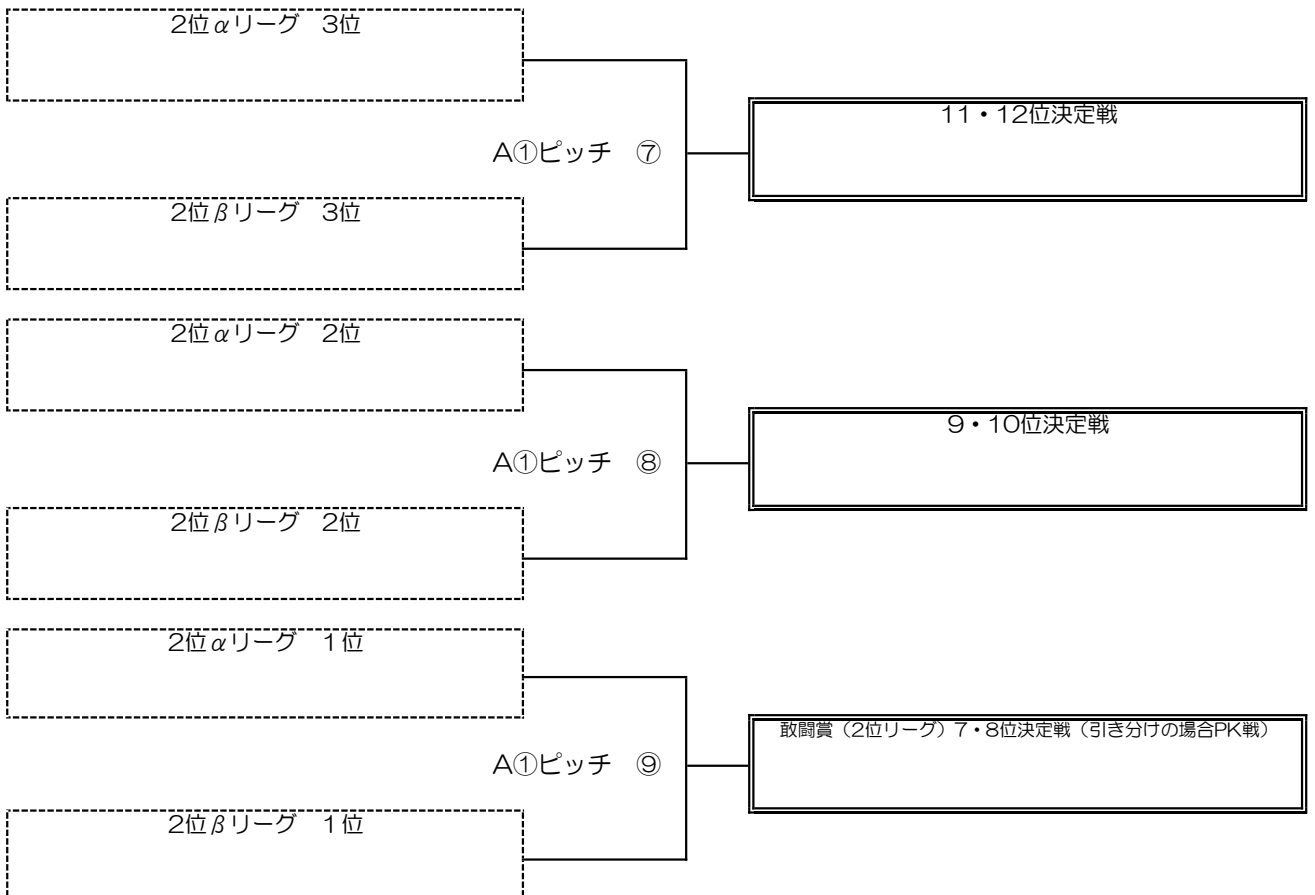 2位αリーグ　3位
11・12位決定戦
A①ピッチ　⑦
2位βリーグ　3位
2位αリーグ　2位
9・10位決定戦
A①ピッチ　⑧
2位βリーグ　2位
2位αリーグ　1位
敢闘賞（2位リーグ）7・8位決定戦（引き分けの場合PK戦）
A①ピッチ　⑨
2位βリーグ　1位